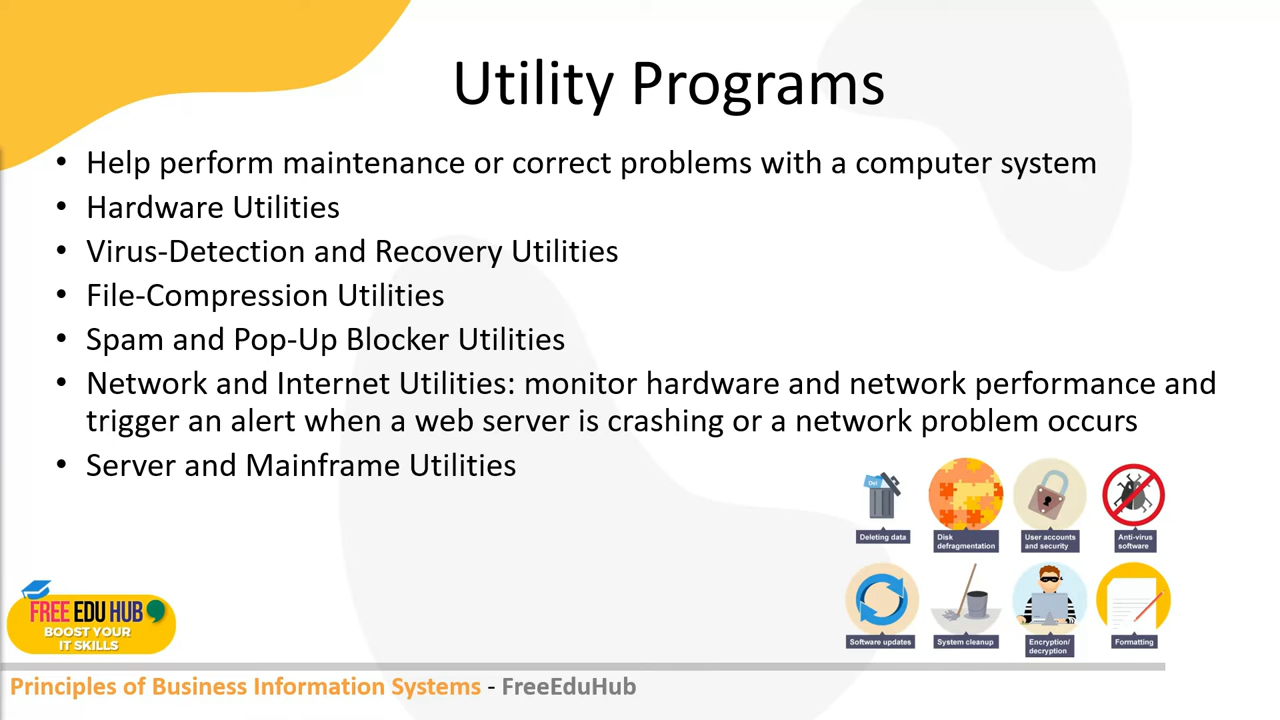 Utility Programs
• Help perform maintenance or correct problems with a computer system
• Hardware Utilities
• Virus-Detection and Recovery Utilities
• File-Compression Utilities
• Spam and Pop-Up Blocker Utilities
• Network and Internet Utilities: monitor hardware and network performance and
trigger an alert when a web server is crashing or a network problem occurs
• Server and Mainframe Utilities
Del
Deleting data
Disk
defragmentation
User accounts
and security
Anti-virus
software
Software updates
System cleanup
Encryption/
decryption
Formatting
FREE EDU HUB
BOOST YOUR
IT SKILLS
Principles of Business Information Systems - FreeEduHub